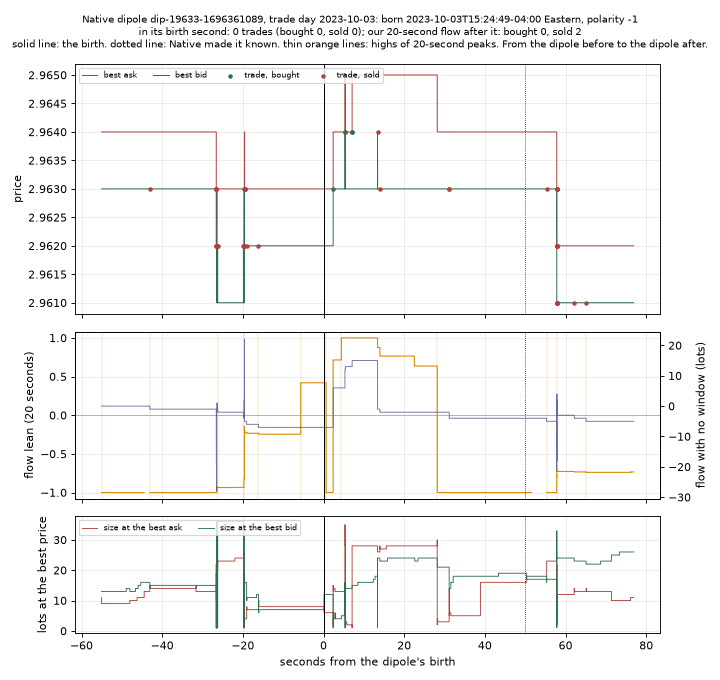 Native dipole dip-19633-1696361089, trade day 2023-10-03: born 2023-10-03T15:24:49-04:00 Eastern, polarity -1
in its birth second: 0 trades (bought 0, sold 0); our 20-second flow after it: bought 0, sold 2
solid line: the birth. dotted line: Native made it known. thin orange lines: highs of 20-second peaks. From the dipole before to the dipole after.
best ask
best bid
trade, bought
trade, sold
2.9650
2.9645
2.9640
2.9635
2.9630
2.9625
2.9620
2.9615
2.9610
price
1.0
0.5
0.0
−0.5
−1.0
flow lean (20 seconds)
20
10
0
−10
−20
−30
flow with no window (lots)
size at the best ask
size at the best bid
30
20
10
0
lots at the best price
−60
−40
−20
0
20
40
60
80
seconds from the dipole's birth